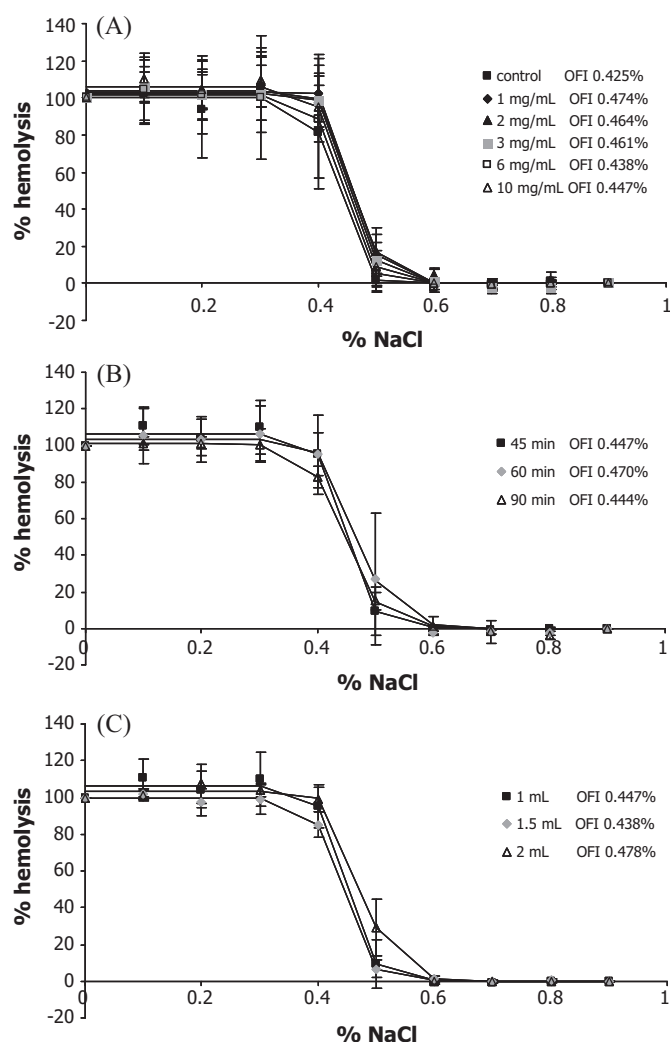 (A)
140
120
100
80
60
40
20
0
-20
% hemolysis
0
0.2
0.4
0.6
0.8
1
% NaCl
control OFI 0.425%
1 mg/mL OFI 0.474%
2 mg/mL OFI 0.464%
3 mg/mL OFI 0.461%
6 mg/mL OFI 0.438%
10 mg/mL OFI 0.447%
(B)
140
120
100
80
60
40
20
0
-20
% hemolysis
0
0.2
0.4
0.6
0.8
1
% NaCl
45 min OFI 0.447%
60 min OFI 0.470%
90 min OFI 0.444%
(C)
140
120
100
80
60
40
20
0
-20
% hemolysis
0
0.2
0.4
0.6
0.8
1
% NaCl
1 mL OFI 0.447%
1.5 mL OFI 0.438%
2 mL OFI 0.478%